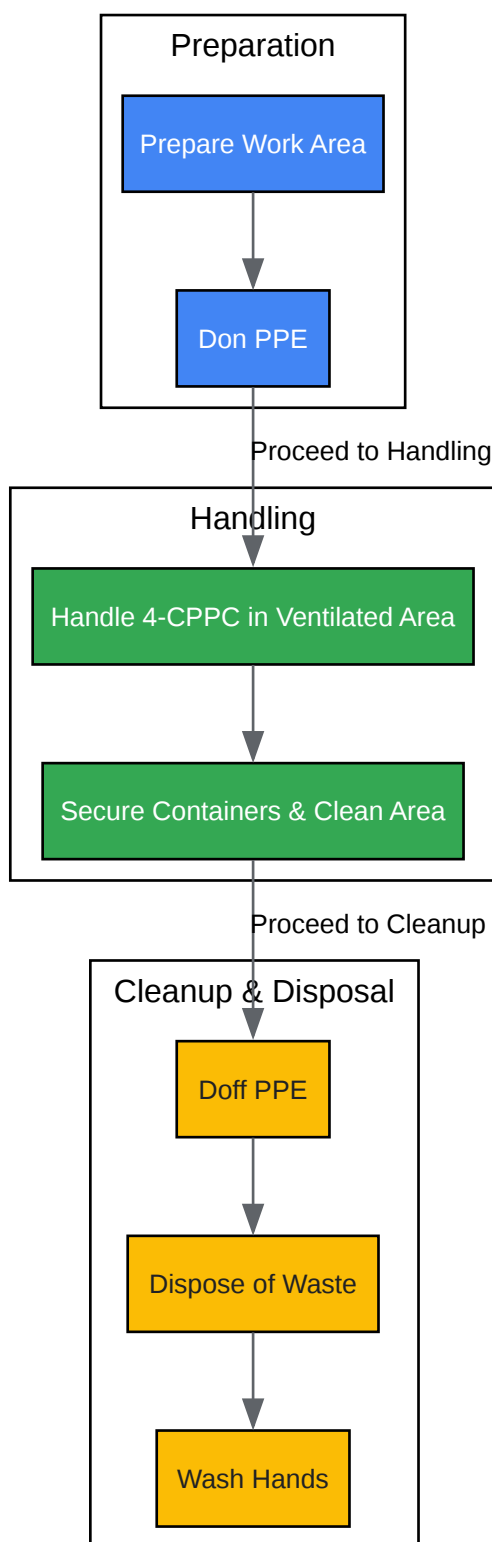 Preparation
Prepare Work Area
Don PPE
Proceed to Handling
Handling
Handle 4-CPPC in Ventilated Area
Secure Containers & Clean Area
Proceed to Cleanup
Cleanup & Disposal
Doff PPE
Dispose of Waste
Wash Hands